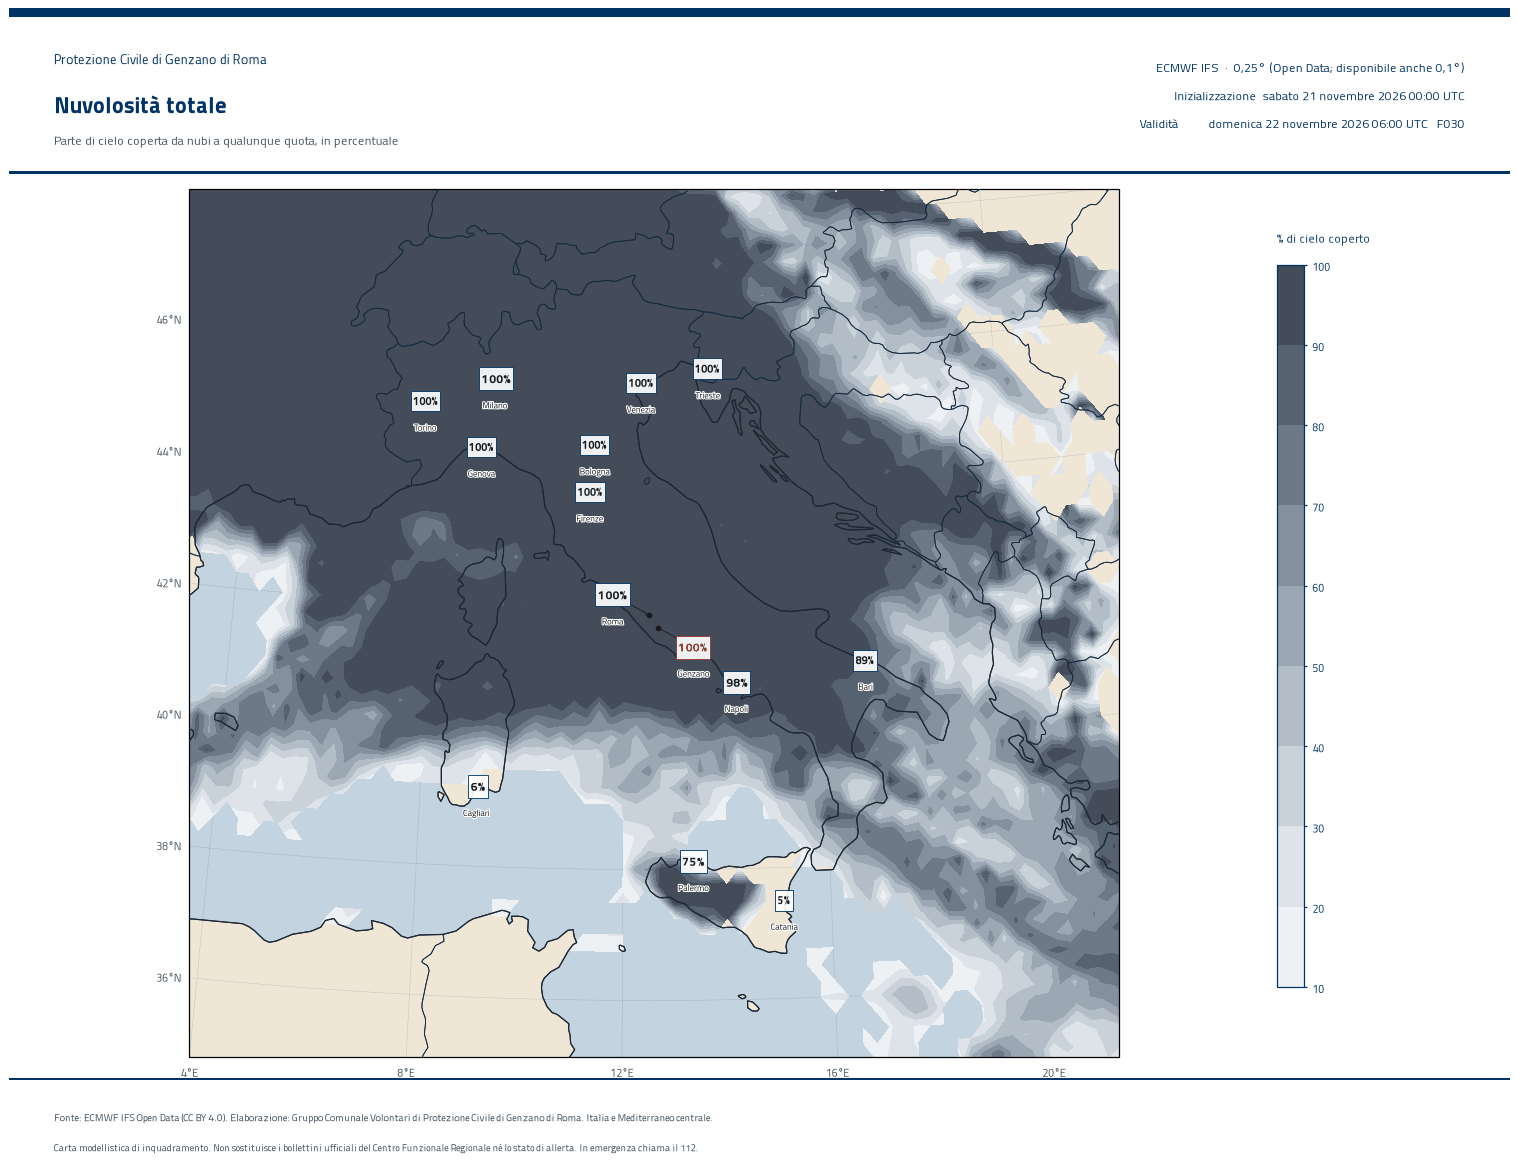 Protezione Civile di Genzano di Roma
Nuvolosità totale
Parte di cielo coperta da nubi a qualunque quota, in percentuale
ECMWF IFS · 0,25° (Open Data; disponibile anche 0,1°)
Inizializzazione sabato 21 novembre 2026 00:00 UTC
Validità domenica 22 novembre 2026 06:00 UTC F030
% di cielo coperto
100
90
80
70
60
50
40
30
20
10
46°N
44°N
42°N
40°N
38°N
36°N
4°E
8°E
12°E
16°E
20°E
100%
Trieste
100%
Milano
100%
Venezia
100%
Torino
100%
Genova
100%
Bologna
100%
Firenze
100%
Roma
100%
Genzano
89%
Bari
98%
Napoli
6%
Cagliari
75%
Palermo
5%
Catania
Fonte: ECMWF IFS Open Data (CC BY 4.0). Elaborazione: Gruppo Comunale Volontari di Protezione Civile di Genzano di Roma. Italia e Mediterraneo centrale.
Carta modellistica di inquadramento. Non sostituisce i bollettini ufficiali del Centro Funzionale Regionale né lo stato di allerta. In emergenza chiama il 112.